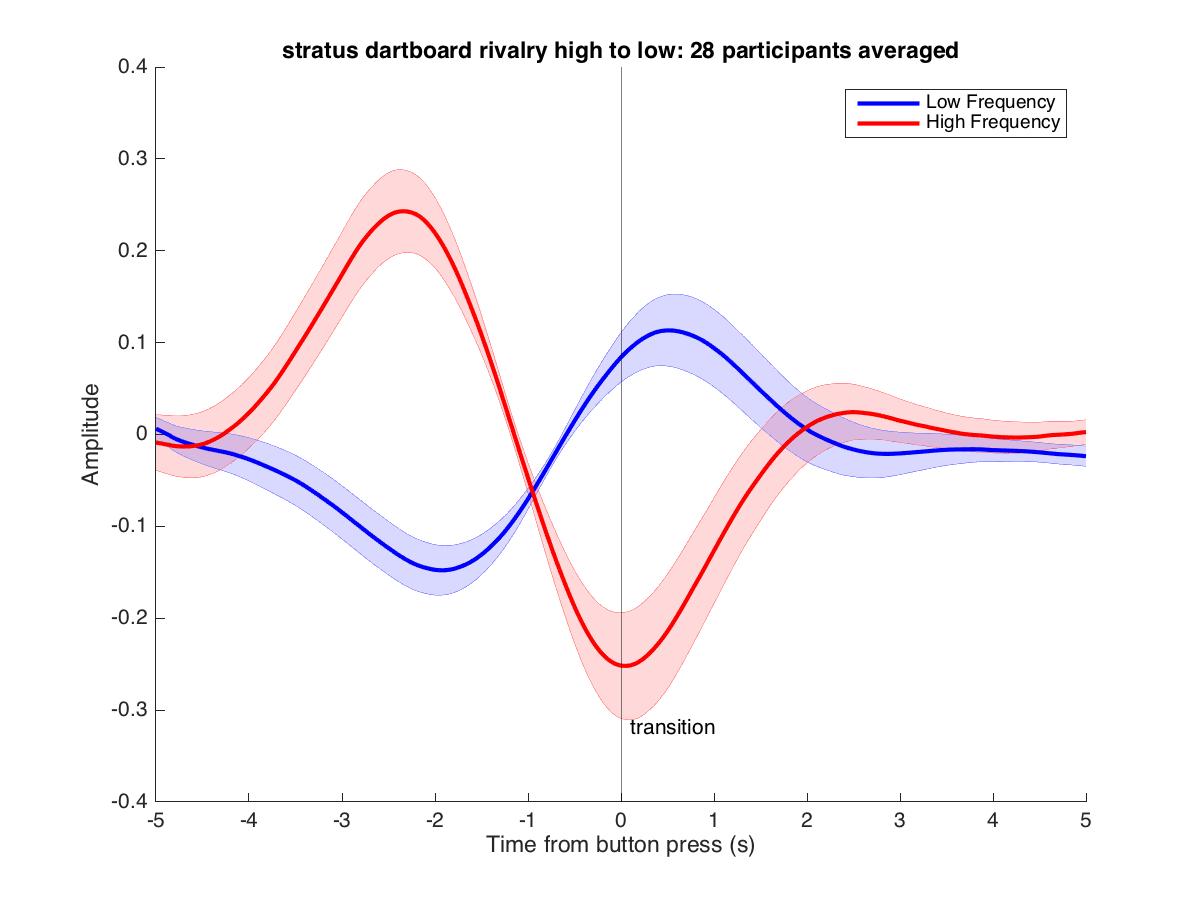 stratus dartboard rivalry high to low: 28 participants averaged
Low Frequency
High Frequency
0.4
0.3
0.2
0.1
0
-0.1
-0.2
-0.3
-0.4
Amplitude
transition
-5 -4 -3 -2 -1 0 1 2 3 4 5
Time from button press (s)